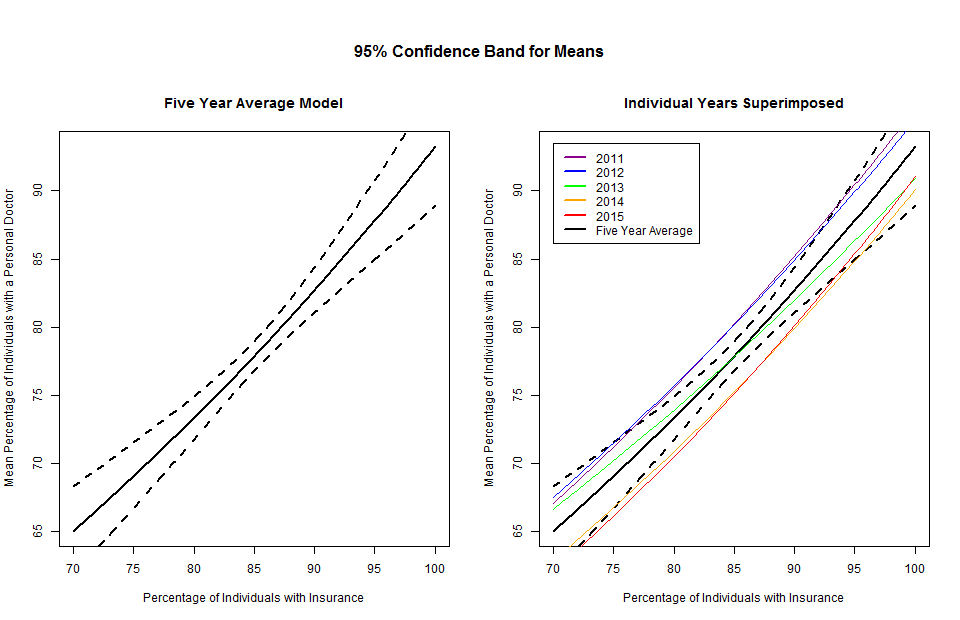 95% Confidence Band for Means
Five Year Average Model
Mean Percentage of Individuals with a Personal Doctor
90
85
80
75
70
65
70 75 80 85 90 95 100
Percentage of Individuals with Insurance
Individual Years Superimposed
Mean Percentage of Individuals with a Personal Doctor
90
85
80
75
70
65
2011
2012
2013
2014
2015
Five Year Average
70 75 80 85 90 95 100
Percentage of Individuals with Insurance